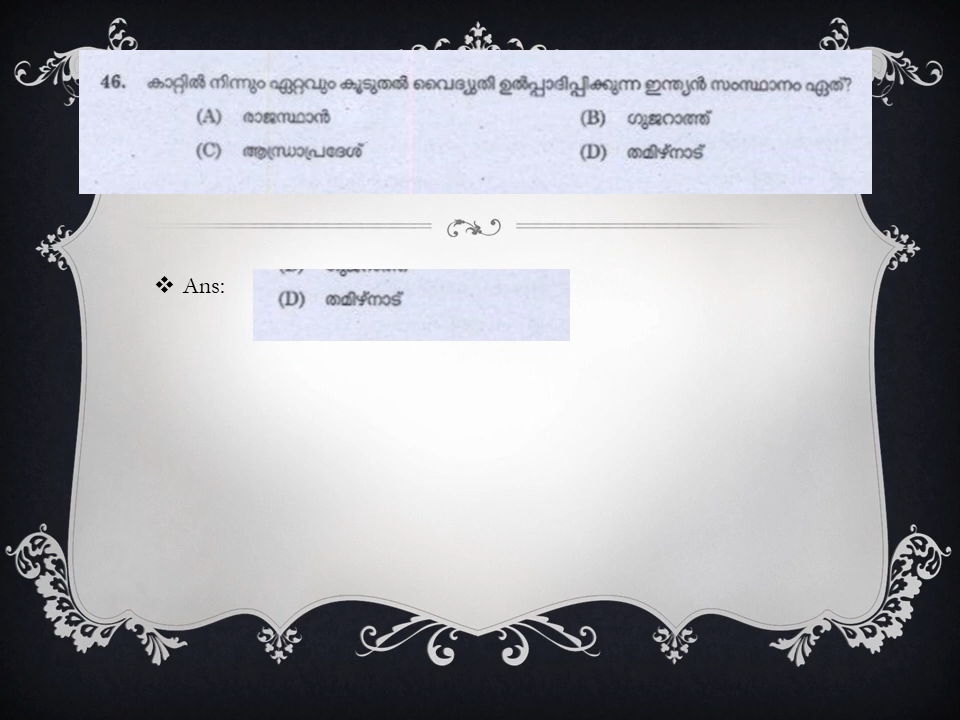 46. കാറ്റിൽ നിന്നും ഏറ്റവും കൂടുതൽ വൈദ്യുതി ഉൽപ്പാദിപ്പിക്കുന്ന ഇന്ത്യൻ സംസ്ഥാനം ഏത്?
(A) രാജസ്ഥാൻ (B) ഗുജറാത്ത്
(C) ആന്ധ്രാപ്രദേശ് (D) തമിഴ്നാട്
Ans:
(D) തമിഴ്നാട്